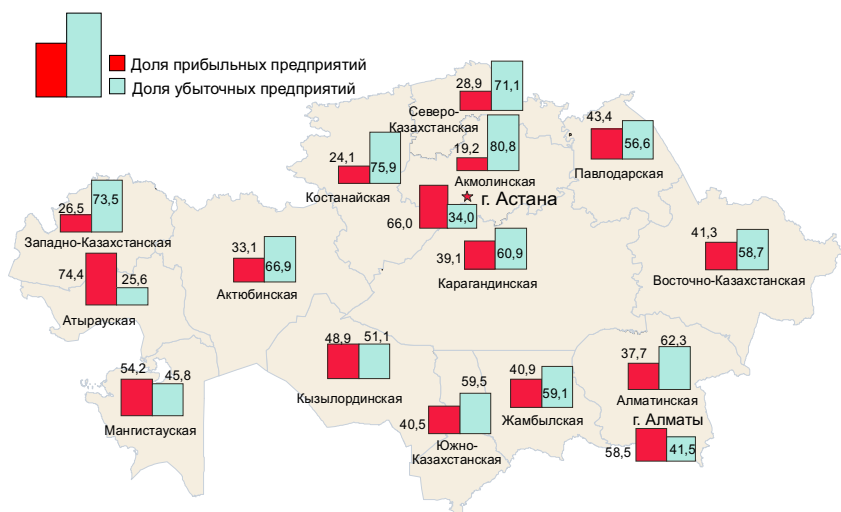 Доля прибыльных предприятий
Доля убыточных предприятий
28,9
71,1
Северо-
Казахстанская
19,2
80,8
Акмолинская
43,4
56,6
Павлодарская
24,1
75,9
Костанайская
г. Астана
66,0
34,0
26,5
73,5
Западно-Казахстанская
74,4
25,6
Атырауская
33,1
66,9
Актюбинская
39,1
60,9
Карагандинская
41,3
58,7
Восточно-Казахстанская
48,9
51,1
Кызылординская
54,2
45,8
Мангистауская
40,5
59,5
Южно-
Казахстанская
40,9
59,1
Жамбылская
37,7
62,3
Алматинская
г. Алматы
58,5
41,5